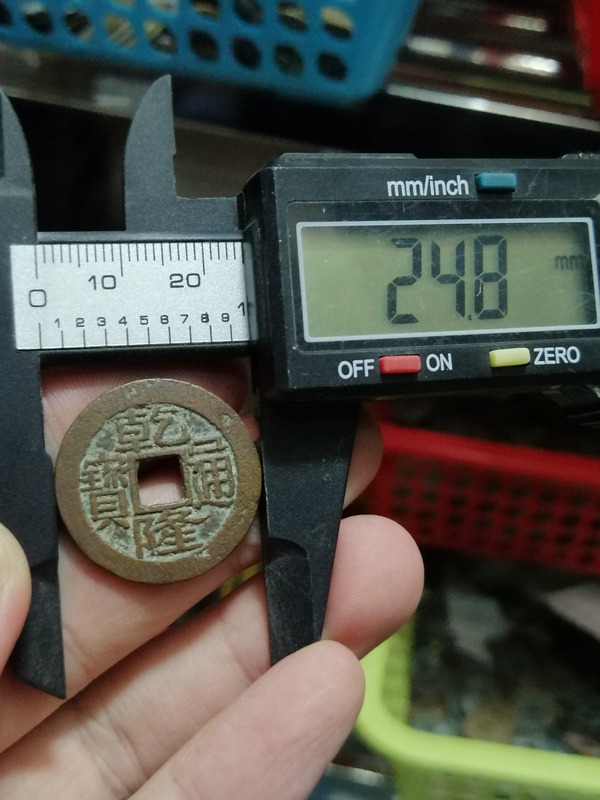 mm/inch
24.8 mm
OFF ON ZERO
0 10 20
1 2 3 4 5 6 7 8 9 1
乾隆通寶